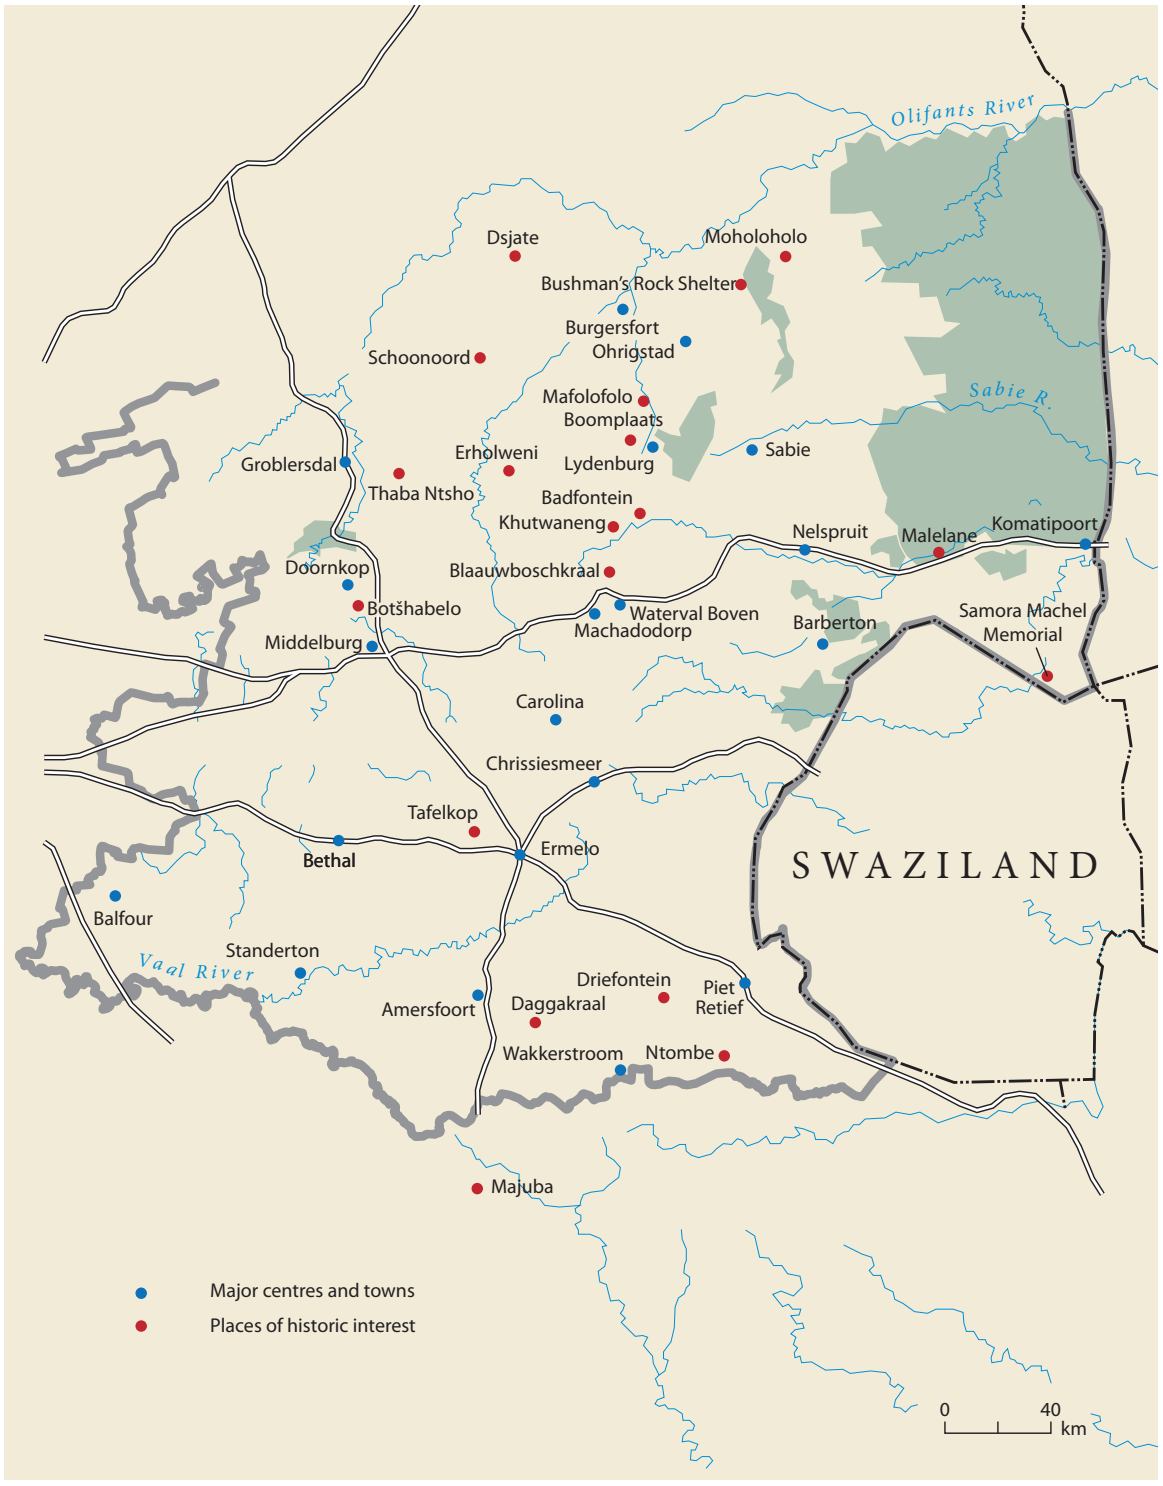 Olifants River
Dsjate
Moholoholo
Bushman's Rock Shelter
Burgersfort
Ohrigstad
Schoonoord
Mafolofolo
Sabie R.
Boomplaats
Erholweni
Sabie
Groblersdal
Lydenburg
Thaba Ntsho
Badfontein
Khutwaneng
Nelspruit
Komatipoort
Malelane
Doornkop
Blaauwboschkraal
Botšhabelo
Waterval Boven
Samora Machel
Memorial
Machadodorp
Barberton
Middelburg
Carolina
Chrissiesmeer
Tafelkop
Ermelo
Bethal
SWAZILAND
Balfour
Standerton
Vaal River
Driefontein
Piet
Retief
Amersfoort
Daggakraal
Wakkerstroom
Ntombe
Majuba
Major centres and towns
Places of historic interest
0 40
km